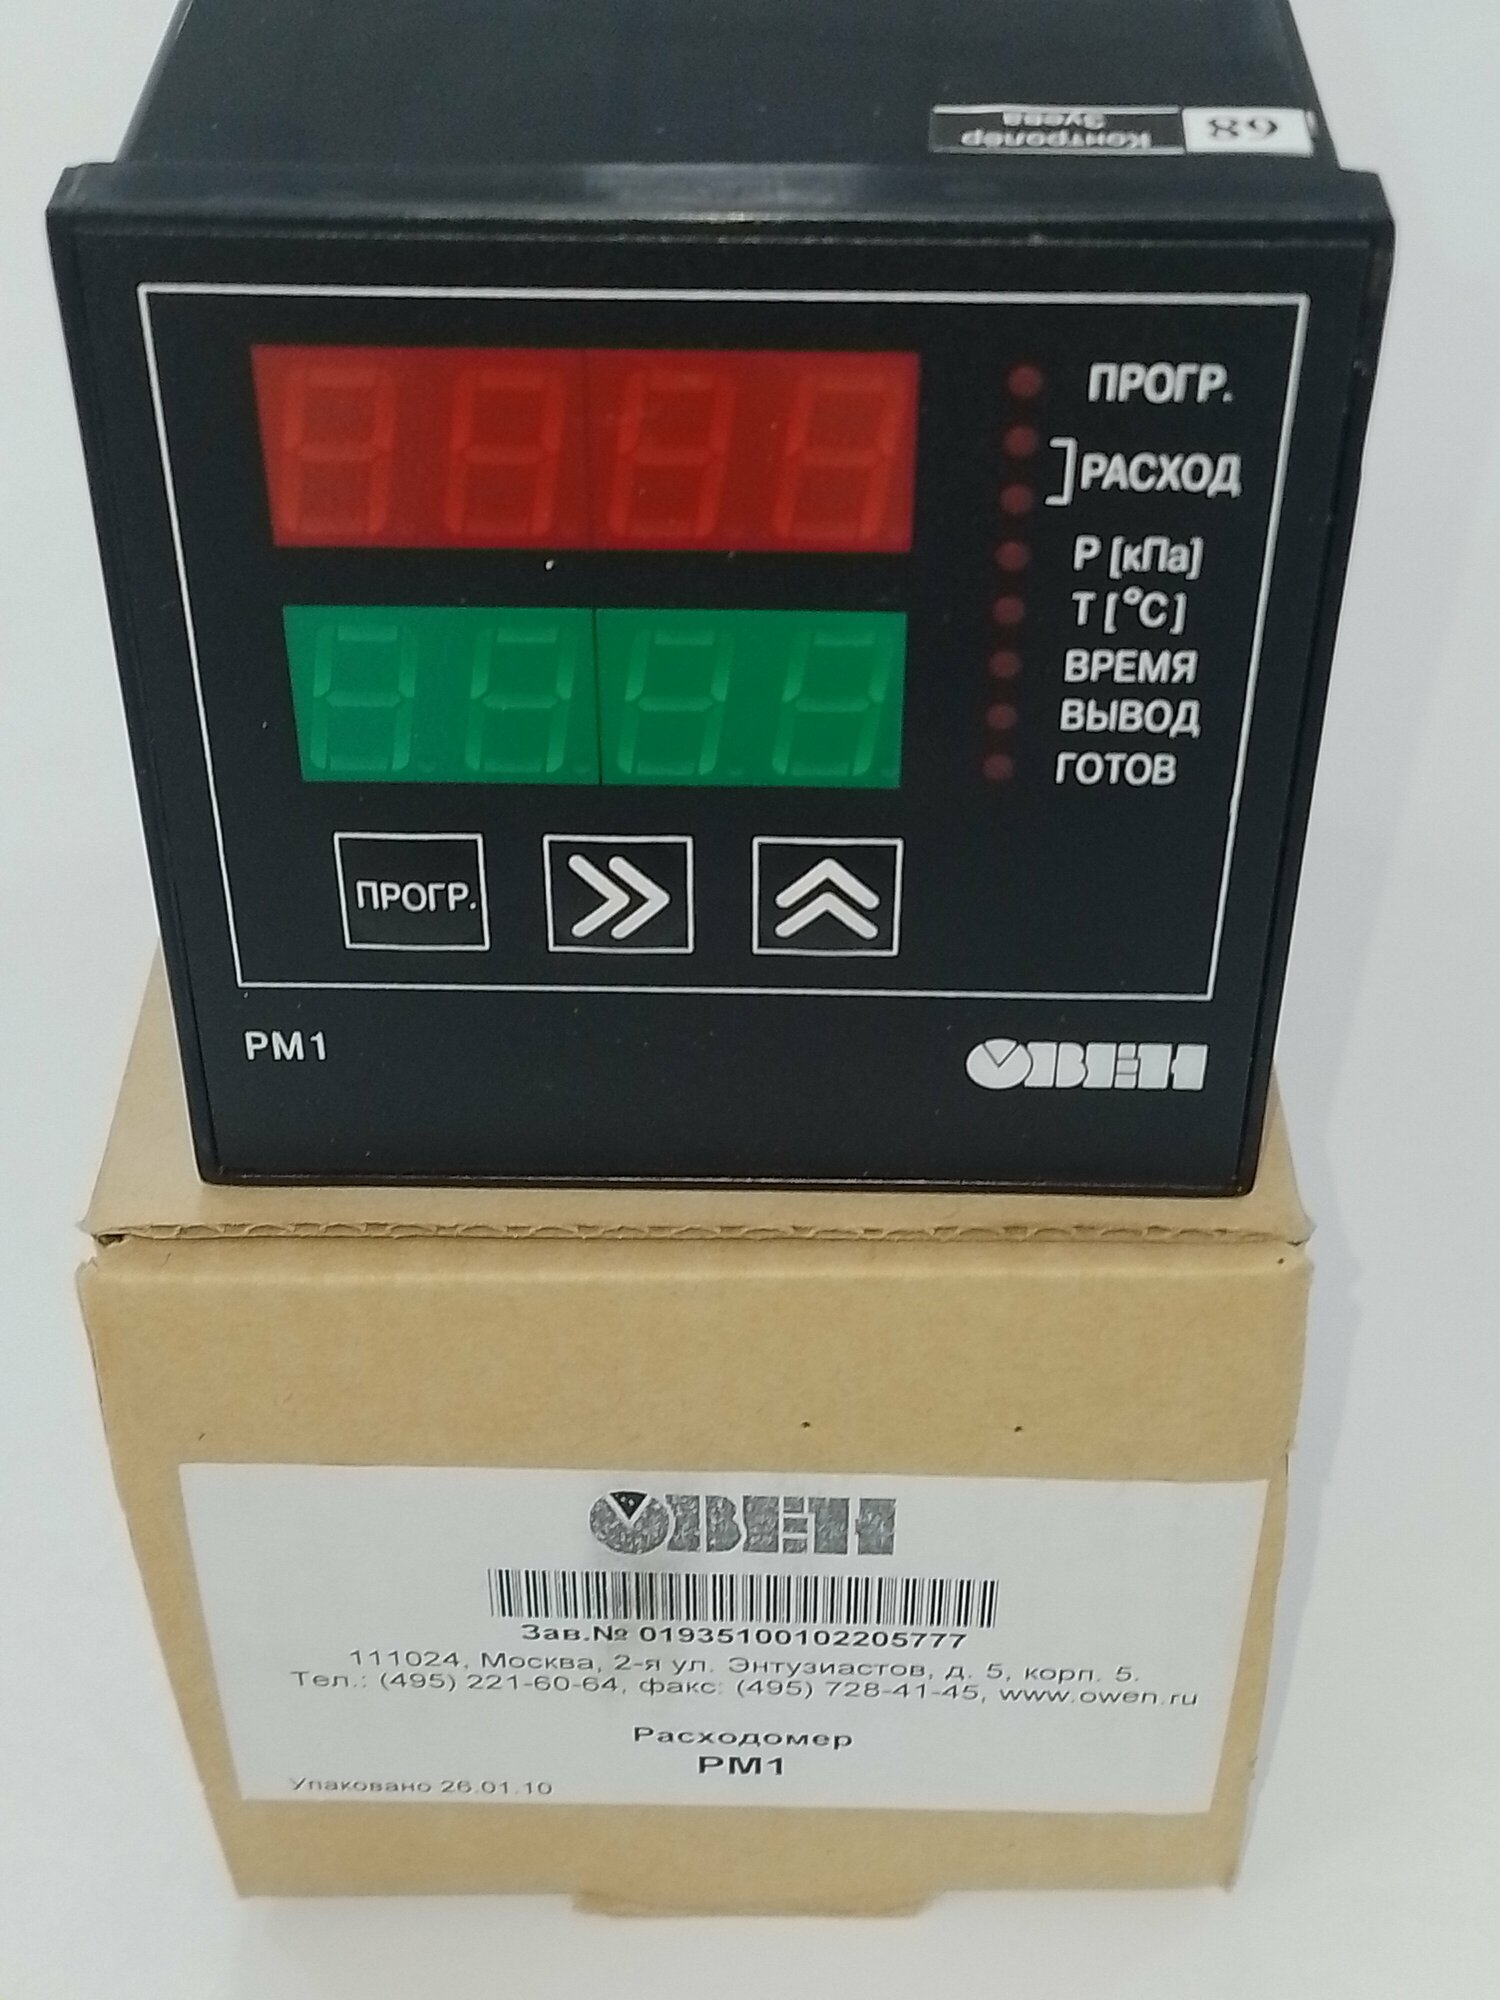 Контролер
Зуева
89
ПРОГР.
РАСХОД
P [кПа]
T [°C]
ВРЕМЯ
ВЫВОД
ГОТОВ
ПРОГР.
РМ1
ОВЕН
ОВЕН
Зав.№ 01935100102205777
111024, Москва, 2-я ул. Энтузиастов, д. 5, корп. 5.
Тел.: (495) 221-60-64, факс: (495) 728-41-45, www.owen.ru
Расходомер
РМ1
Упаковано 26.01.10